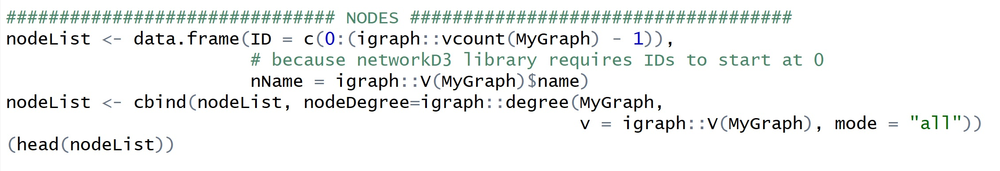 ############################### NODES ####################################
nodeList <- data.frame(ID = c(0:(igraph::vcount(MyGraph) - 1)),
                       # because networkD3 library requires IDs to start at 0
                       nName = igraph::V(MyGraph)$name)
nodeList <- cbind(nodeList, nodeDegree=igraph::degree(MyGraph,
                                                      v = igraph::V(MyGraph), mode = "all"))
(head(nodeList))